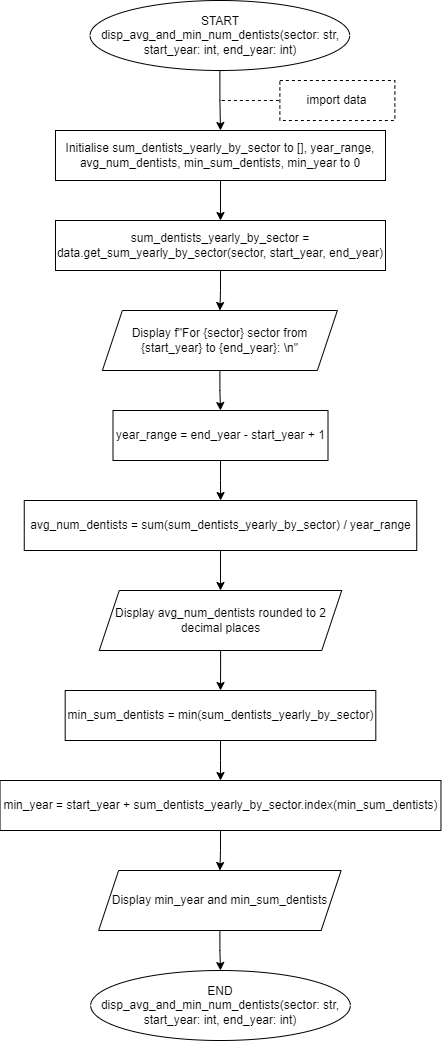 START
disp_avg_and_min_num_dentists(sector: str,
start_year: int, end_year: int)
import data
Initialise sum_dentists_yearly_by_sector to [], year_range,
avg_num_dentists, min_sum_dentists, min_year to 0
sum_dentists_yearly_by_sector =
data.get_sum_yearly_by_sector(sector, start_year, end_year)
Display f"For {sector} sector from
{start_year} to {end_year}: \n"
year_range = end_year - start_year + 1
avg_num_dentists = sum(sum_dentists_yearly_by_sector) / year_range
Display avg_num_dentists rounded to 2
decimal places
min_sum_dentists = min(sum_dentists_yearly_by_sector)
min_year = start_year + sum_dentists_yearly_by_sector.index(min_sum_dentists)
Display min_year and min_sum_dentists
END
disp_avg_and_min_num_dentists(sector: str,
start_year: int, end_year: int)